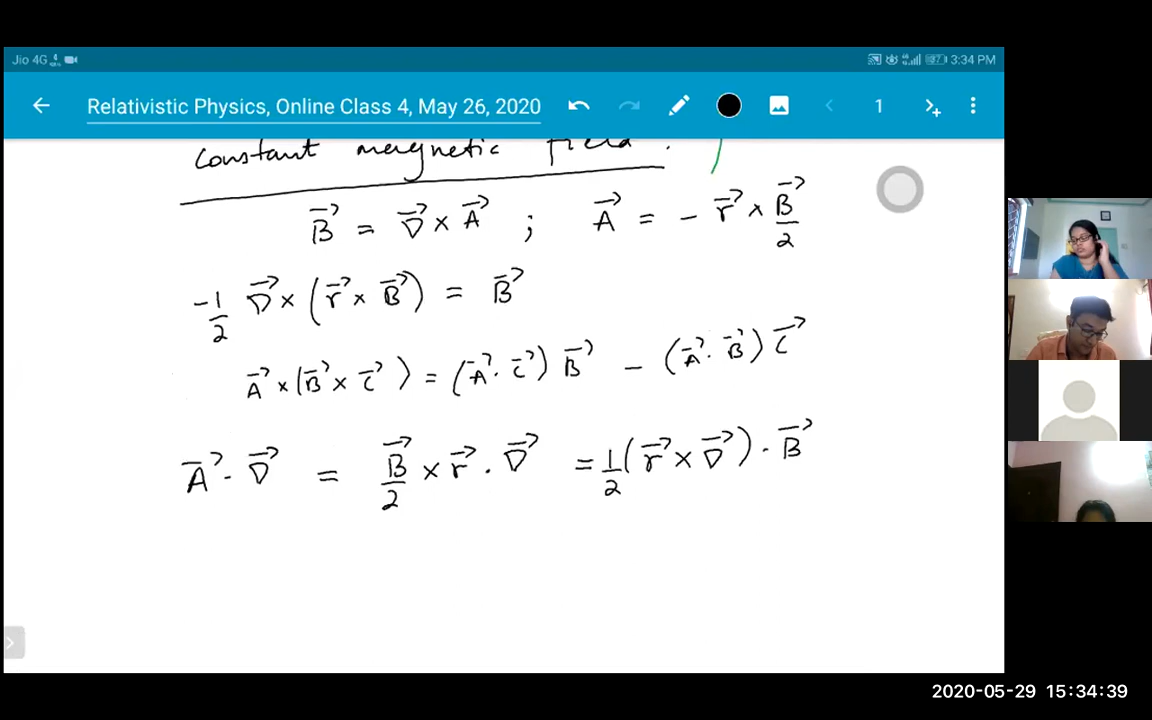 Jio 4G 3:34 PM
Relativistic Physics, Online Class 4, May 26, 2020 1
constant magnetic field.
B⃗ = ∇⃗ × A⃗ ; A⃗ = - r⃗ × B⃗/2
-1/2 ∇⃗ × (r⃗ × B⃗) = B⃗
A⃗ × (B⃗ × C⃗) = (A⃗ · C⃗) B⃗ - (A⃗ · B⃗) C⃗
A⃗ · ∇⃗ = B⃗/2 × r⃗ · ∇⃗ = 1/2 (r⃗ × ∇⃗) · B⃗
2020-05-29 15:34:39